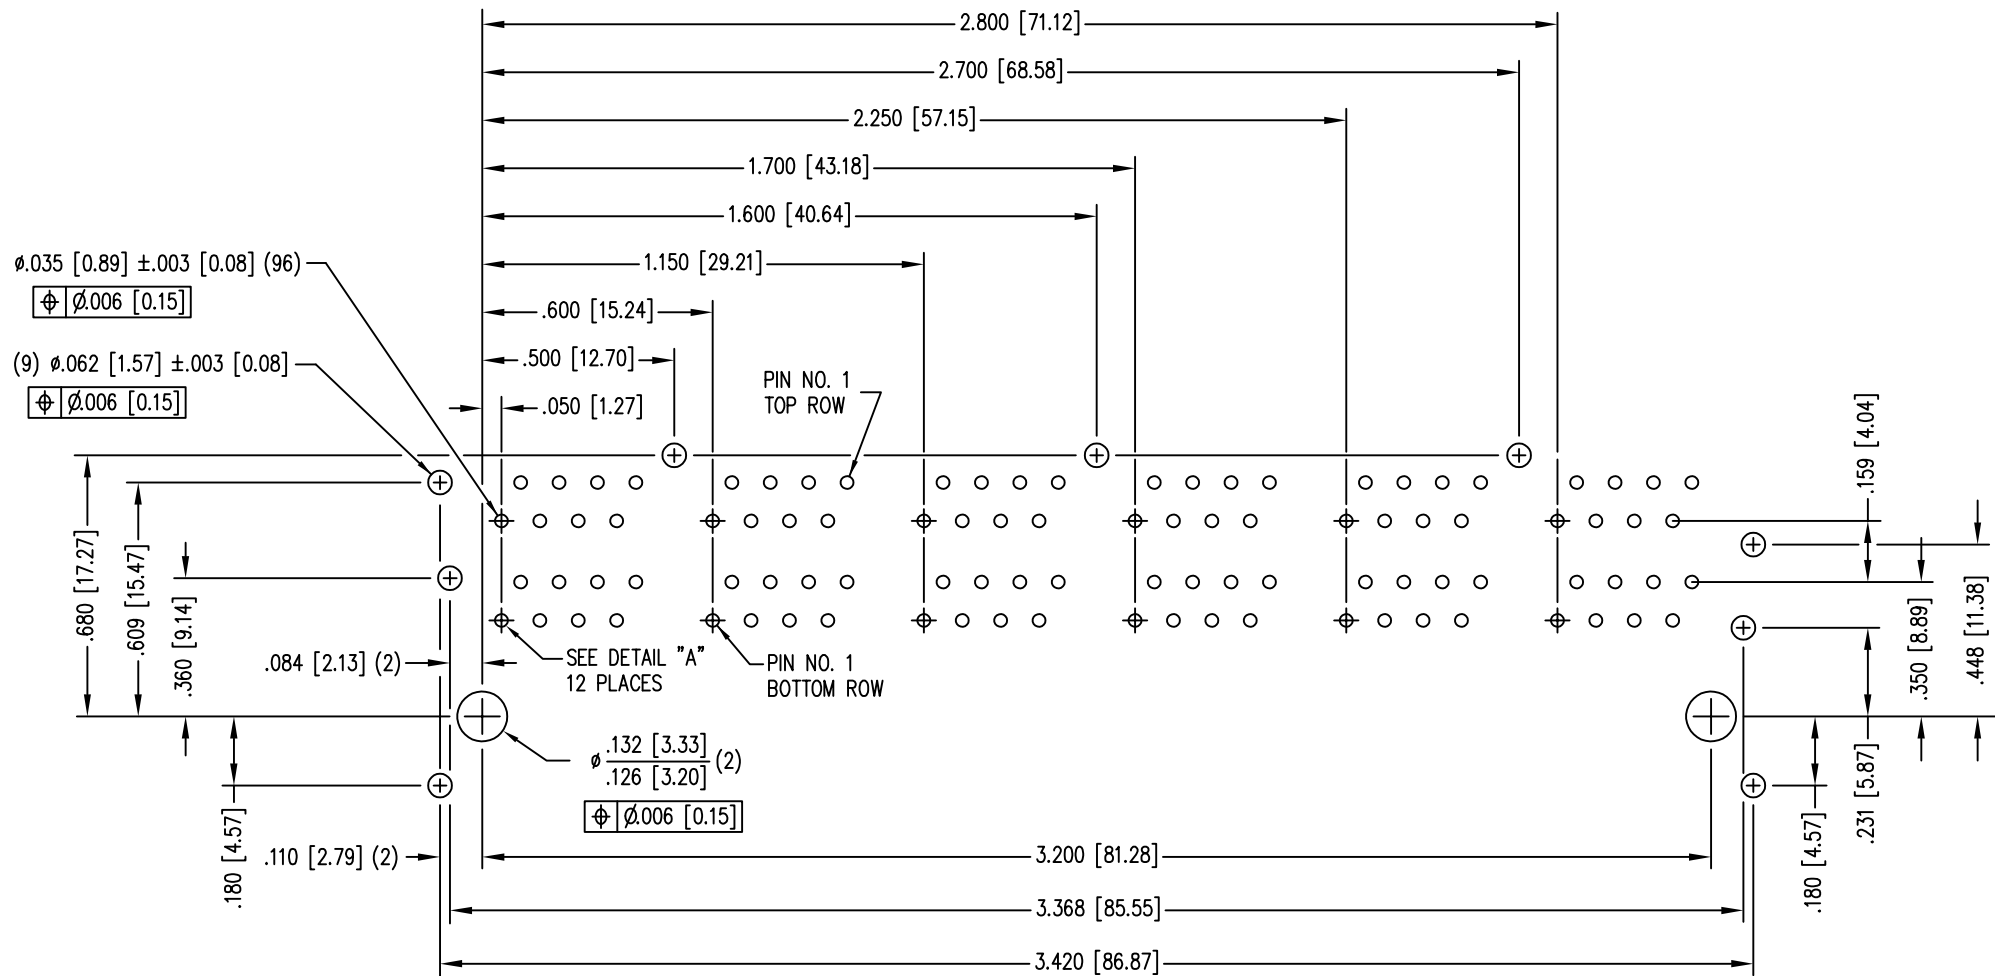 2.800 [71.12]
2.700 [68.58]
2.250 [57.15]
1.700 [43.18]
1.600 [40.64]
ø.035 [0.89] ±.003 [0.08] (96)
1.150 [29.21]
⌖ Ø.006 [0.15]
.600 [15.24]
(9) ø.062 [1.57] ±.003 [0.08]
.500 [12.70]
⌖ Ø.006 [0.15]
PIN NO. 1
TOP ROW
.050 [1.27]
.159 [4.04]
.680 [17.27]
.609 [15.47]
.360 [9.14]
.350 [8.89]
.448 [11.38]
.084 [2.13] (2)
SEE DETAIL "A"
12 PLACES
PIN NO. 1
BOTTOM ROW
ø .132 [3.33]
.126 [3.20] (2)
⌖ Ø.006 [0.15]
.231 [5.87]
.180 [4.57]
.180 [4.57]
.110 [2.79] (2)
3.200 [81.28]
3.368 [85.55]
3.420 [86.87]